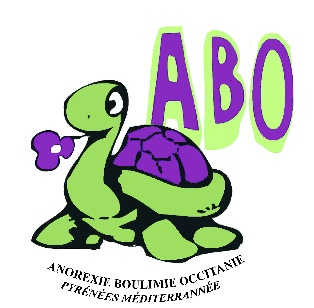 ABO
ANOREXIE BOULIMIE OCCITANIE
PYRÉNÉES MÉDITERRANNÉE